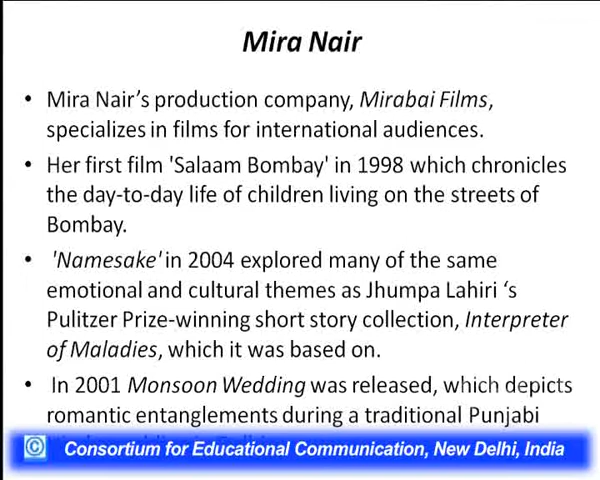 Mira Nair
• Mira Nair's production company, Mirabai Films,
specializes in films for international audiences.
• Her first film 'Salaam Bombay' in 1998 which chronicles
the day-to-day life of children living on the streets of
Bombay.
• 'Namesake' in 2004 explored many of the same
emotional and cultural themes as Jhumpa Lahiri 's
Pulitzer Prize-winning short story collection, Interpreter
of Maladies, which it was based on.
• In 2001 Monsoon Wedding was released, which depicts
romantic entanglements during a traditional Punjabi
© Consortium for Educational Communication, New Delhi, India